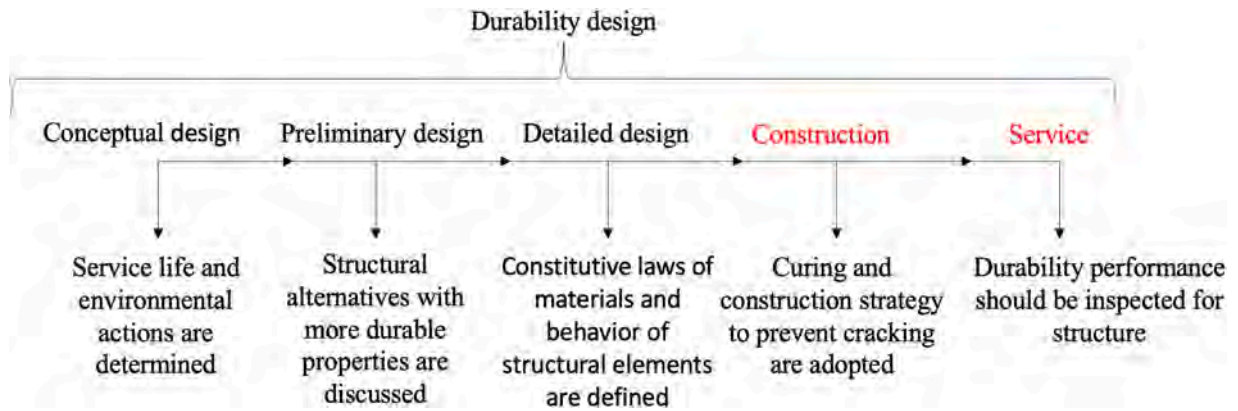 Durability design
Conceptual design
Preliminary design
Detailed design
Construction
Service
Service life and
environmental
actions are
determined
Structural
alternatives with
more durable
properties are
discussed
Constitutive laws of
materials and
behavior of
structural elements
are defined
Curing and
construction strategy
to prevent cracking
are adopted
Durability performance
should be inspected for
structure